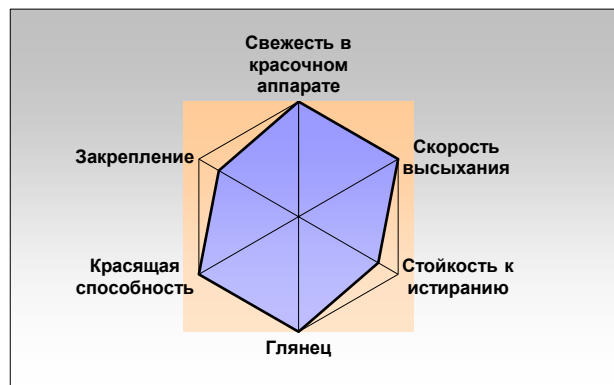 Свежесть в
красочном
аппарате
Закрепление
Скорость
высыхания
Красящая
способность
Стойкость к
истиранию
Глянец